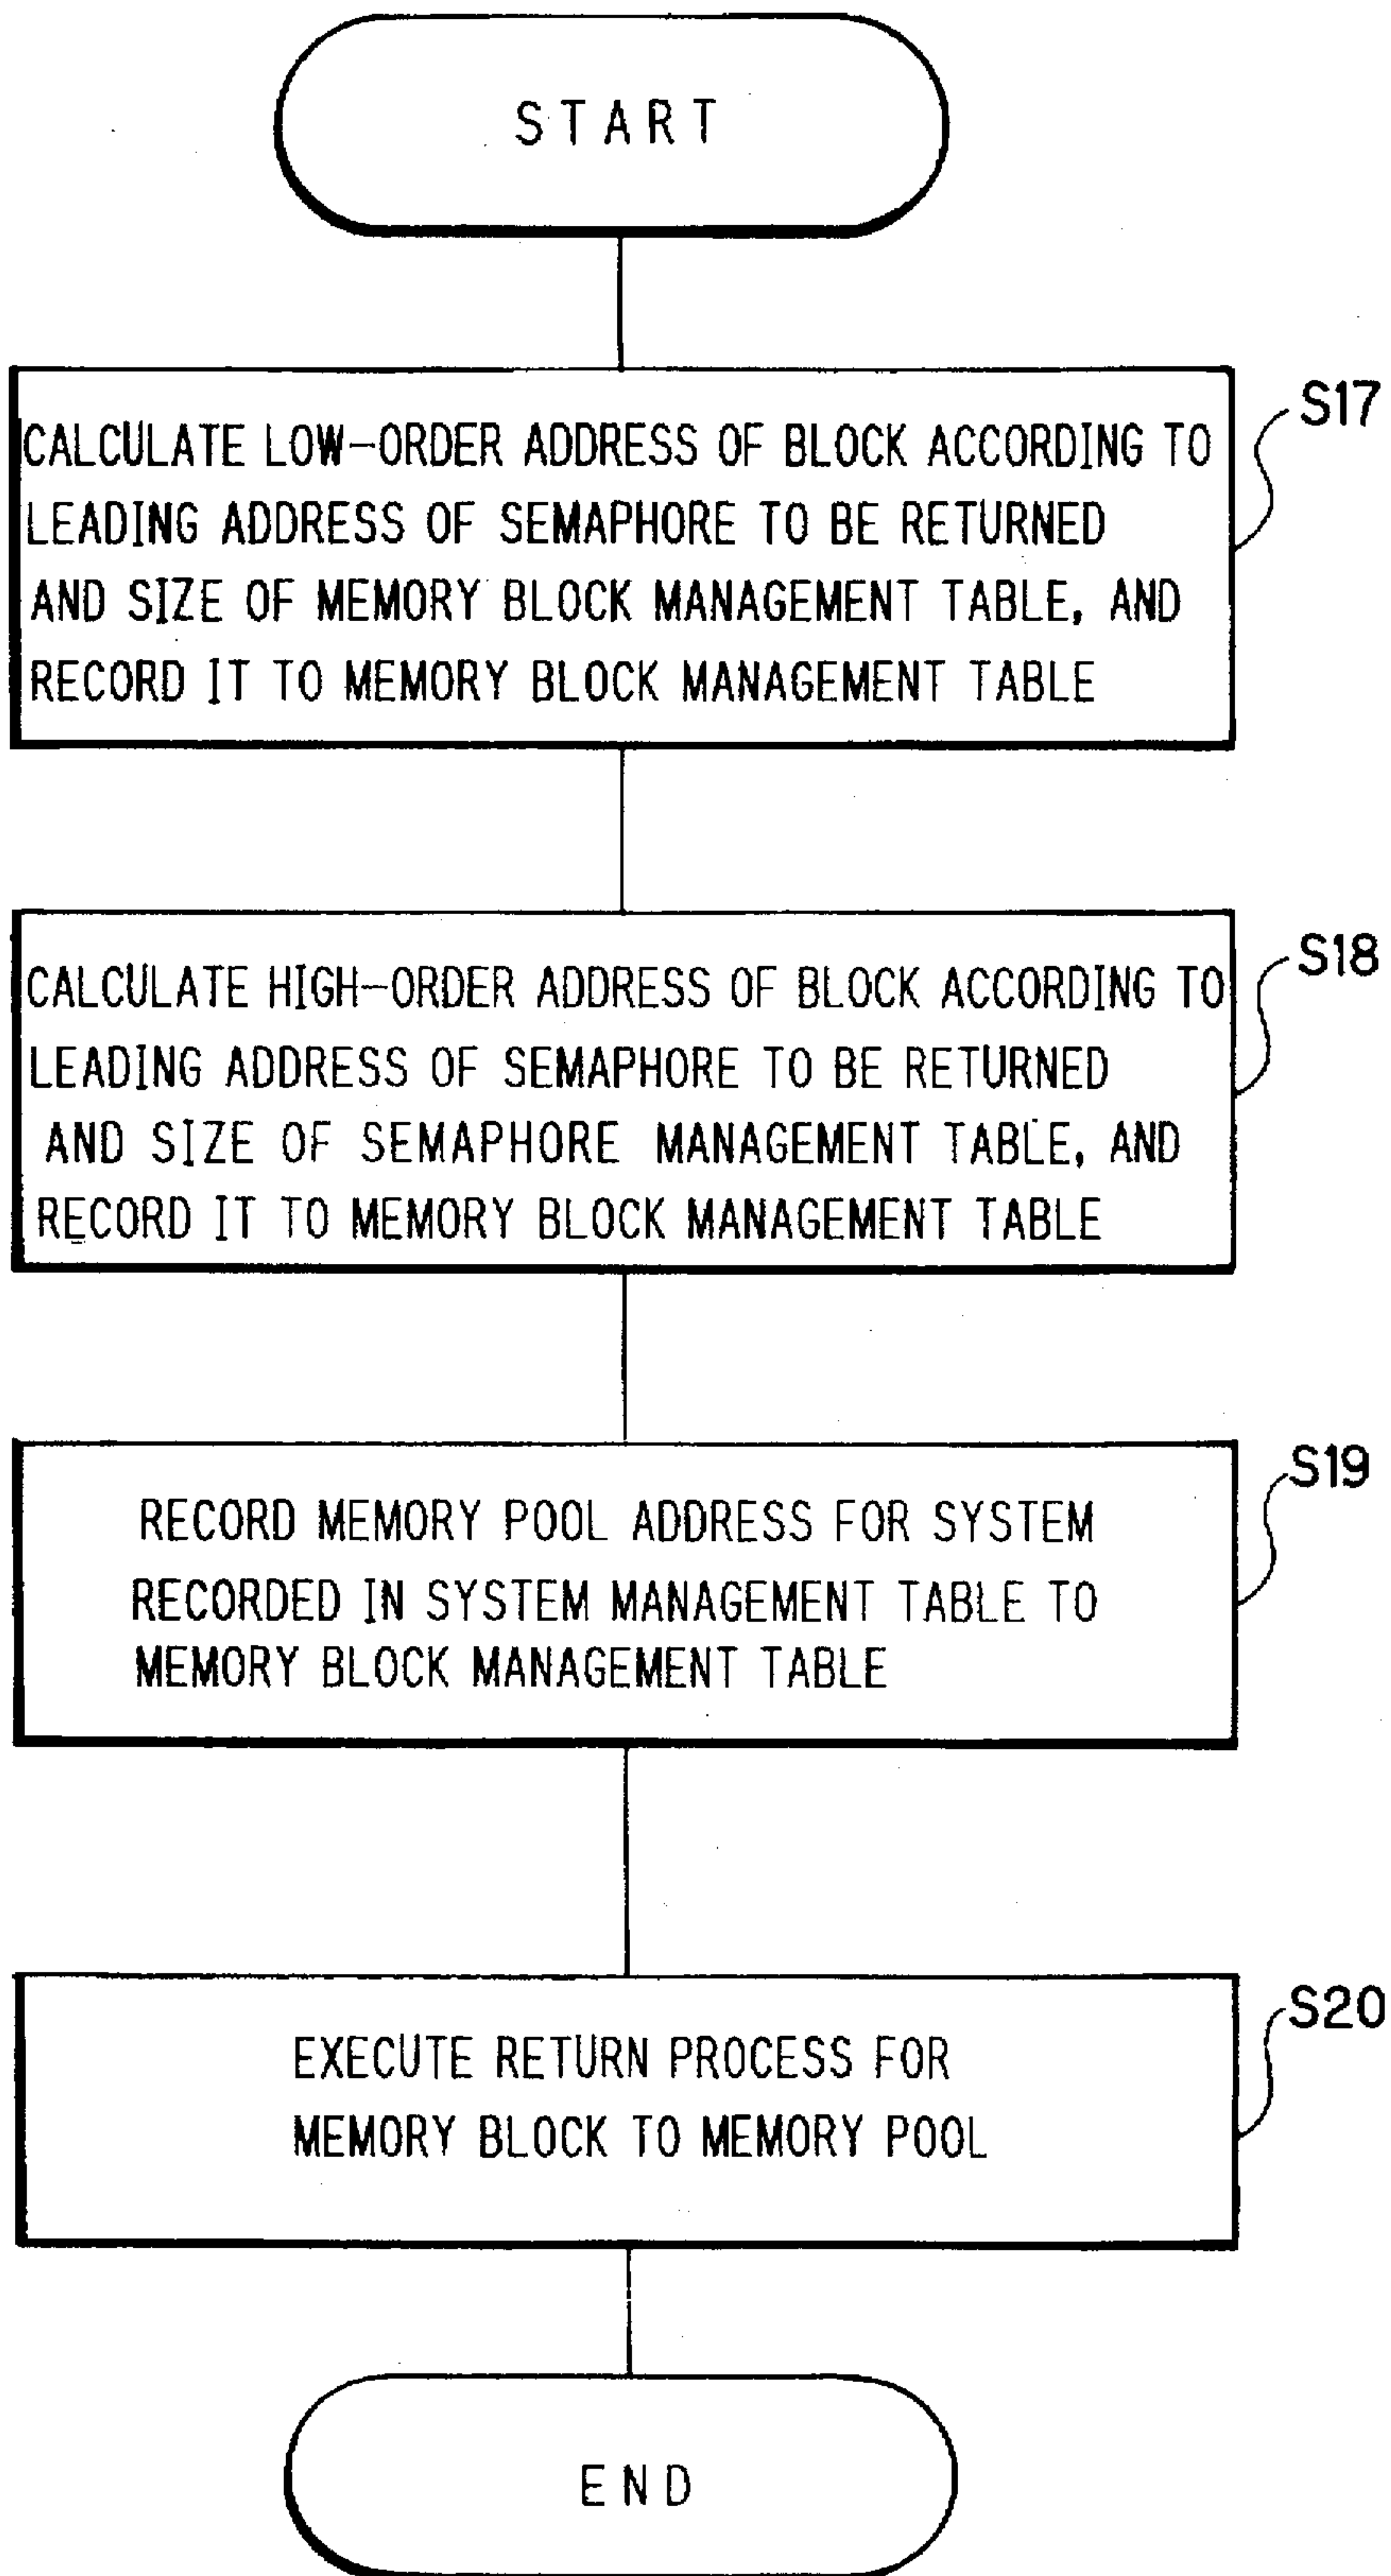 START
S17
CALCULATE LOW-ORDER ADDRESS OF BLOCK ACCORDING TO
LEADING ADDRESS OF SEMAPHORE TO BE RETURNED
AND SIZE OF MEMORY BLOCK MANAGEMENT TABLE, AND
RECORD IT TO MEMORY BLOCK MANAGEMENT TABLE
S18
CALCULATE HIGH-ORDER ADDRESS OF BLOCK ACCORDING TO
LEADING ADDRESS OF SEMAPHORE TO BE RETURNED
AND SIZE OF SEMAPHORE MANAGEMENT TABLE, AND
RECORD IT TO MEMORY BLOCK MANAGEMENT TABLE
S19
RECORD MEMORY POOL ADDRESS FOR SYSTEM
RECORDED IN SYSTEM MANAGEMENT TABLE TO
MEMORY BLOCK MANAGEMENT TABLE
S20
EXECUTE RETURN PROCESS FOR
MEMORY BLOCK TO MEMORY POOL
END